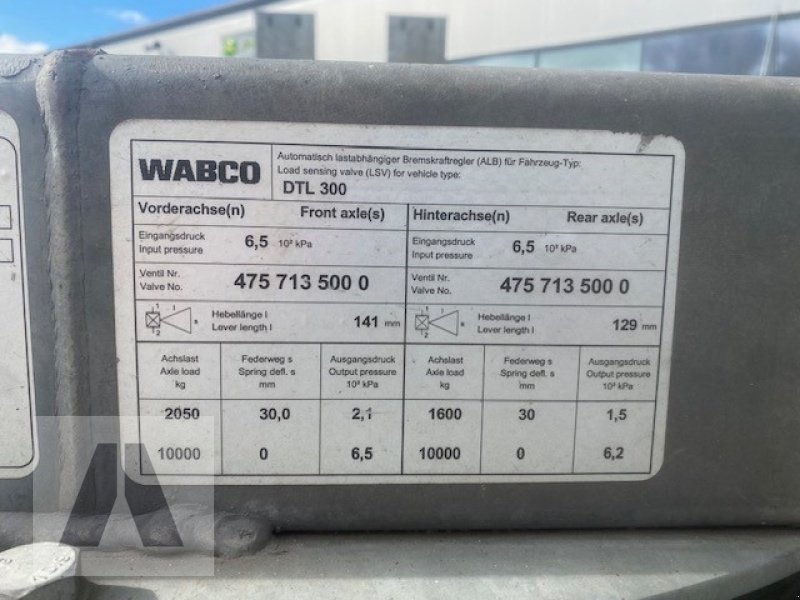 WABCO
Automatisch lastabhängiger Bremskraftregler (ALB) für Fahrzeug-Typ:
Load sensing valve (LSV) for vehicle type:
DTL 300
Vorderachse(n) Front axle(s) Hinterachse(n) Rear axle(s)
Eingangsdruck Eingangsdruck
6,5 10² kPa 6,5 10² kPa
Input pressure Input pressure
Ventil Nr. Ventil Nr.
475 713 500 0 475 713 500 0
Valve No. Valve No.
1 l 1 l
Hebellänge l Hebellänge l
s 141 mm s 129 mm
Lever length l Lever length l
2 2
Achslast Federweg s Ausgangsdruck Achslast Federweg s Ausgangsdruck
Axle load Spring defl. s Output pressure Axle load Spring defl. s Output pressure
kg mm 10² kPa kg mm 10² kPa
2050 30,0 2,1 1600 30 1,5
10000 0 6,5 10000 0 6,2